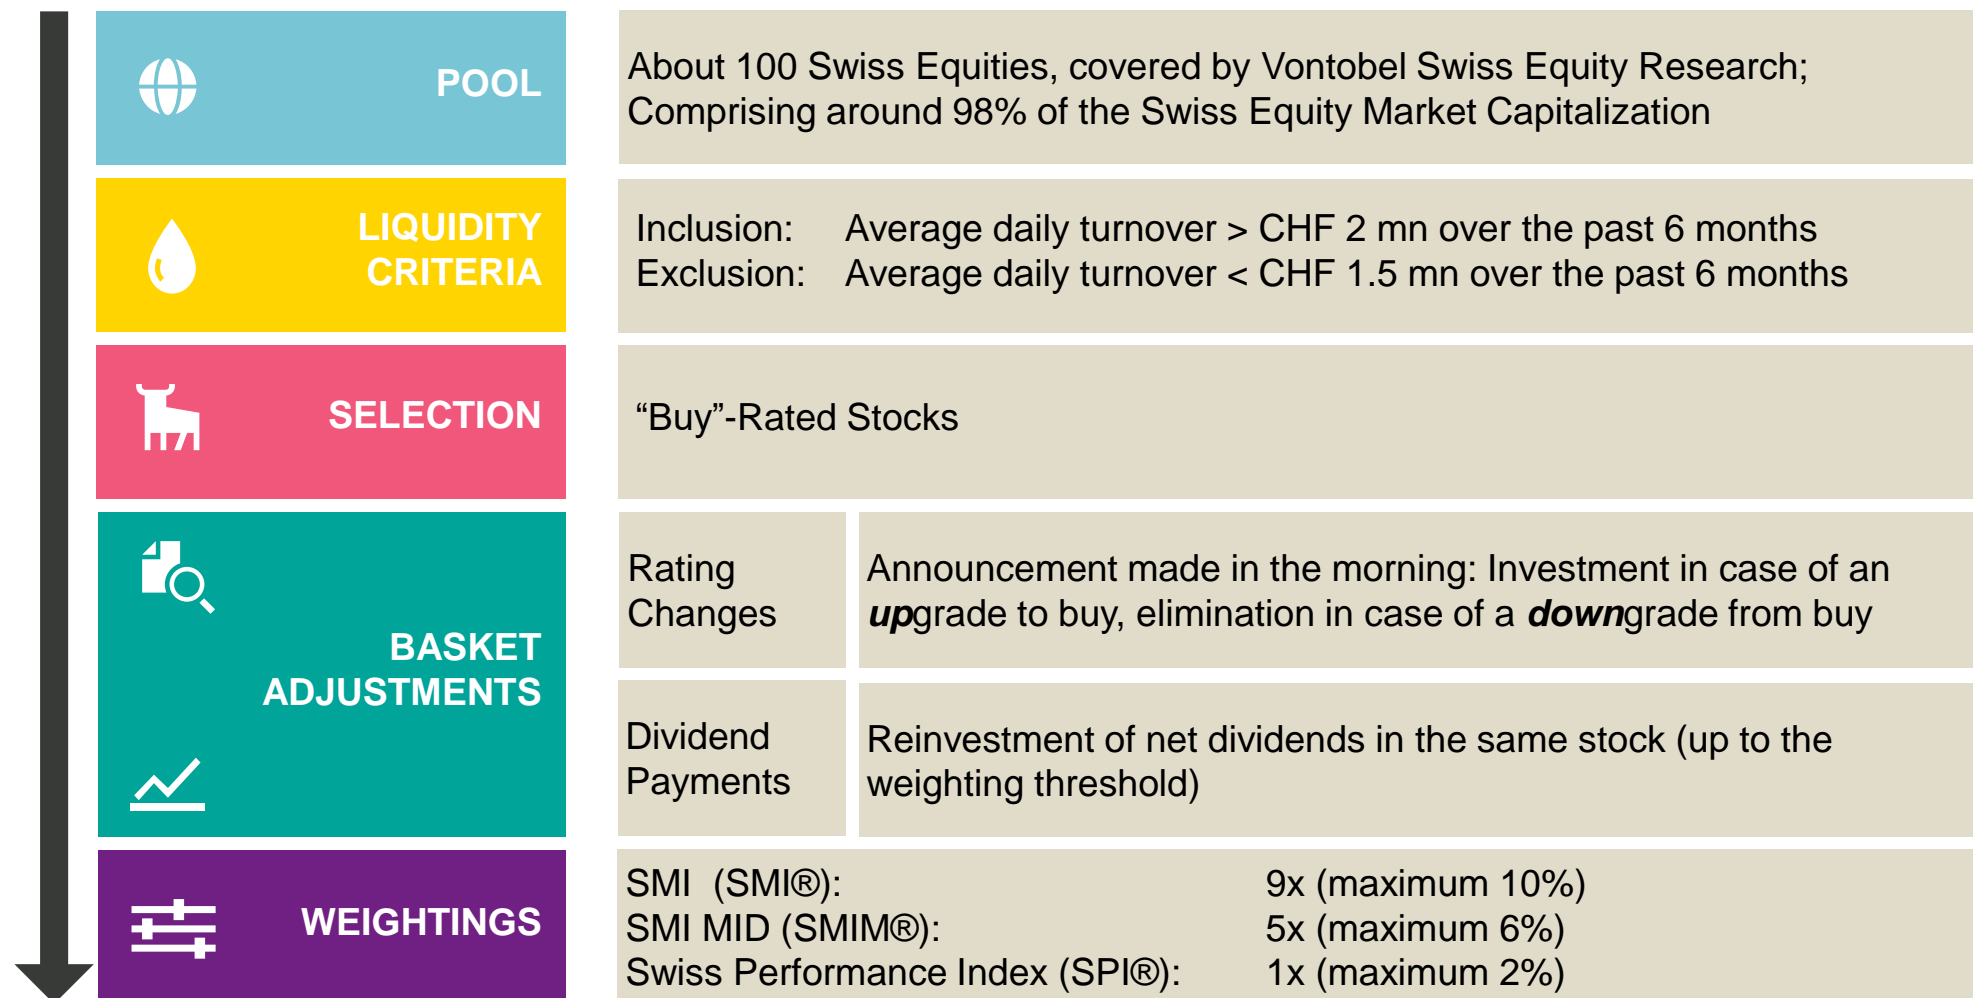 POOL
About 100 Swiss Equities, covered by Vontobel Swiss Equity Research;
Comprising around 98% of the Swiss Equity Market Capitalization
LIQUIDITY
CRITERIA
Inclusion: Average daily turnover > CHF 2 mn over the past 6 months
Exclusion: Average daily turnover < CHF 1.5 mn over the past 6 months
SELECTION
“Buy”-Rated Stocks
BASKET
ADJUSTMENTS
Rating
Changes
Announcement made in the morning: Investment in case of an
upgrade to buy, elimination in case of a downgrade from buy
Dividend
Payments
Reinvestment of net dividends in the same stock (up to the
weighting threshold)
WEIGHTINGS
SMI (SMI®): 9x (maximum 10%)
SMI MID (SMIM®): 5x (maximum 6%)
Swiss Performance Index (SPI®): 1x (maximum 2%)